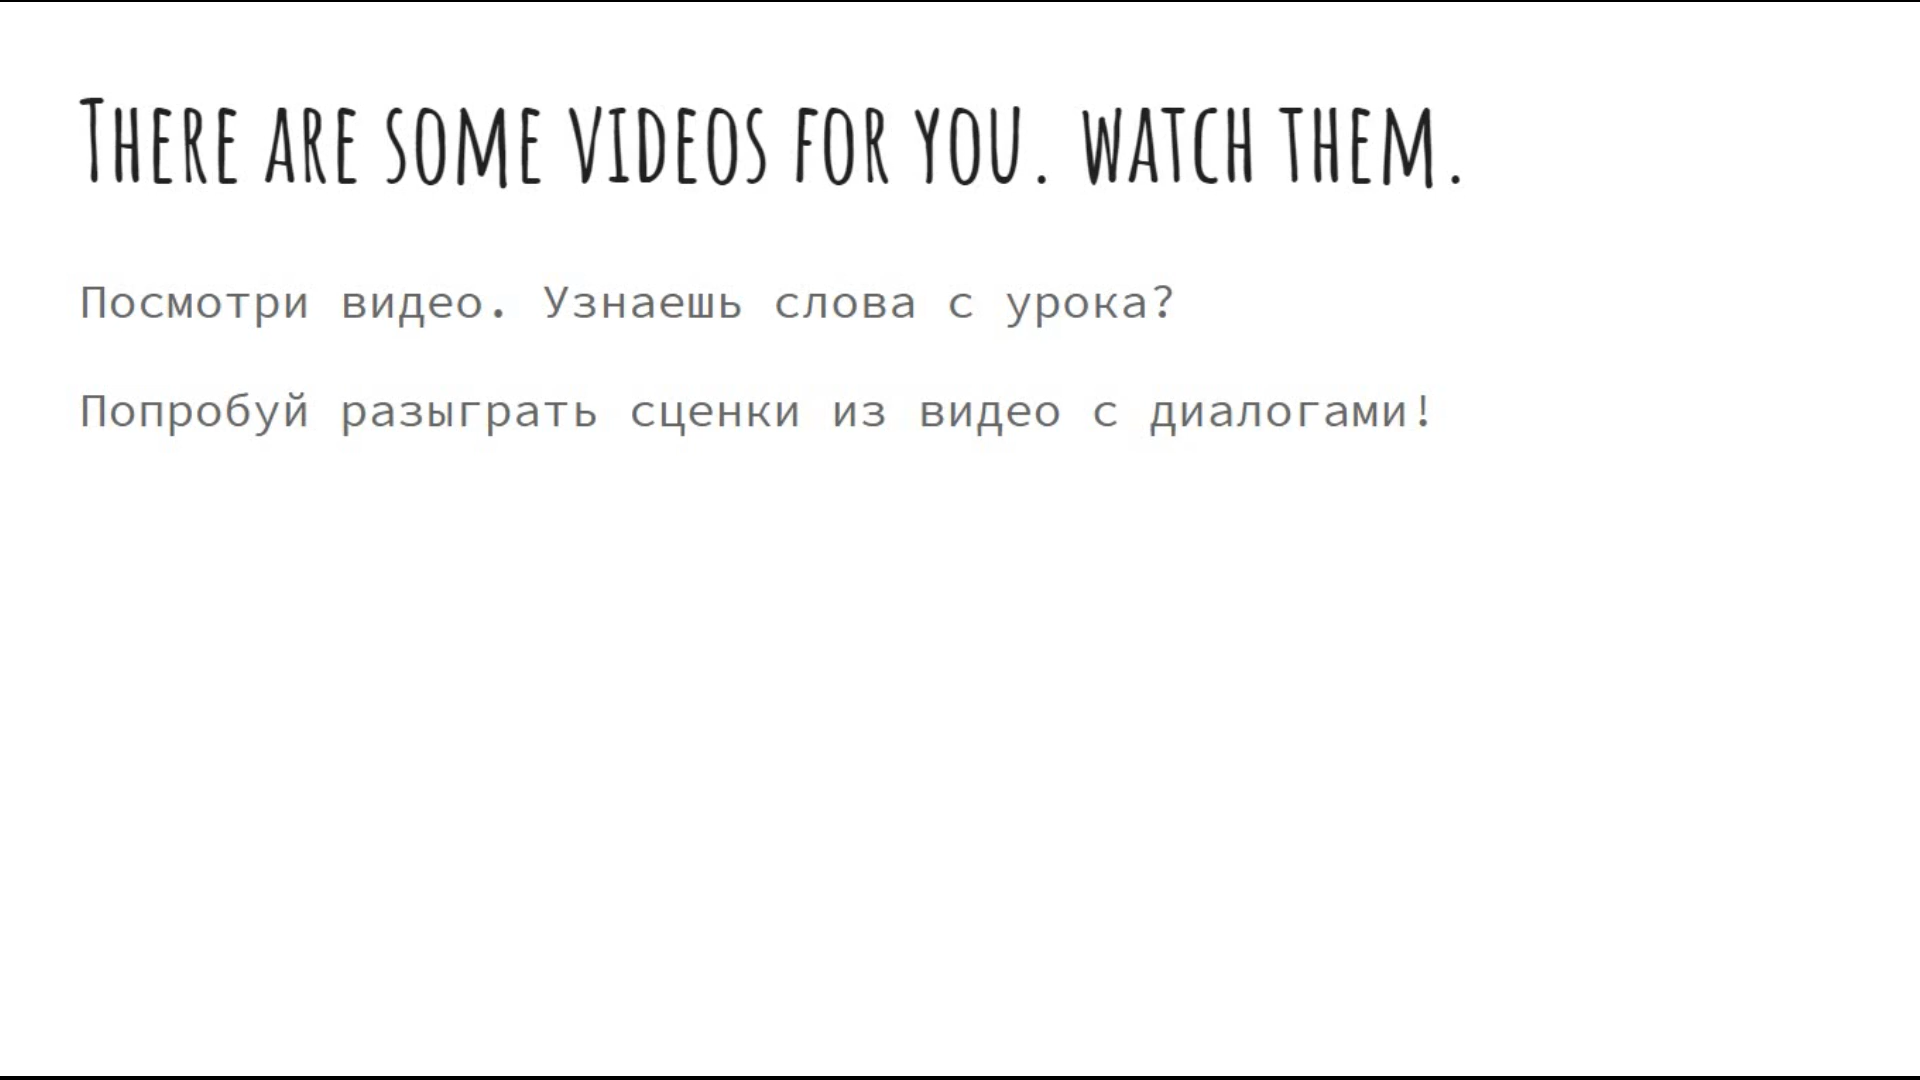 There are some videos for you. watch them.
Посмотри видео. Узнаешь слова с урока?
Попробуй разыграть сценки из видео с диалогами!